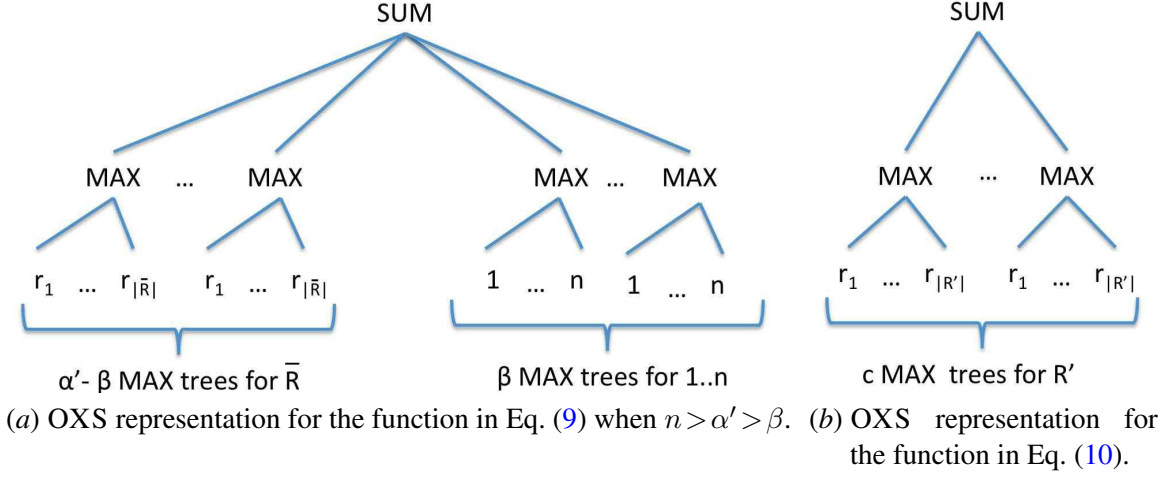 SUM
SUM
MAX ... MAX
MAX ... MAX
MAX ... MAX
r₁ ... r|R̄| r₁ ... r|R̄|
1 ... n 1 ... n
r₁ ... r|R'| r₁ ... r|R'|
α'- β MAX trees for R̄
β MAX trees for 1..n
c MAX trees for R'
(a) OXS representation for the function in Eq. (9) when n > α′ > β.
(b) OXS representation for
the function in Eq. (10).